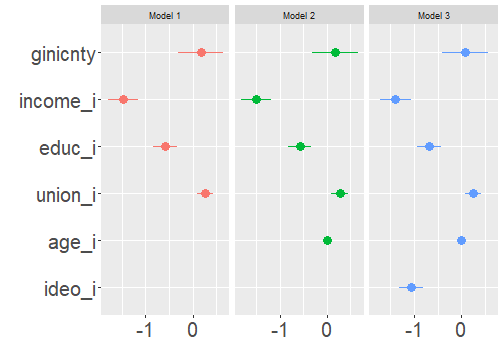 Model 1 Model 2 Model 3
ginicnty
income_i
educ_i
union_i
age_i
ideo_i
-1 0 -1 0 -1 0